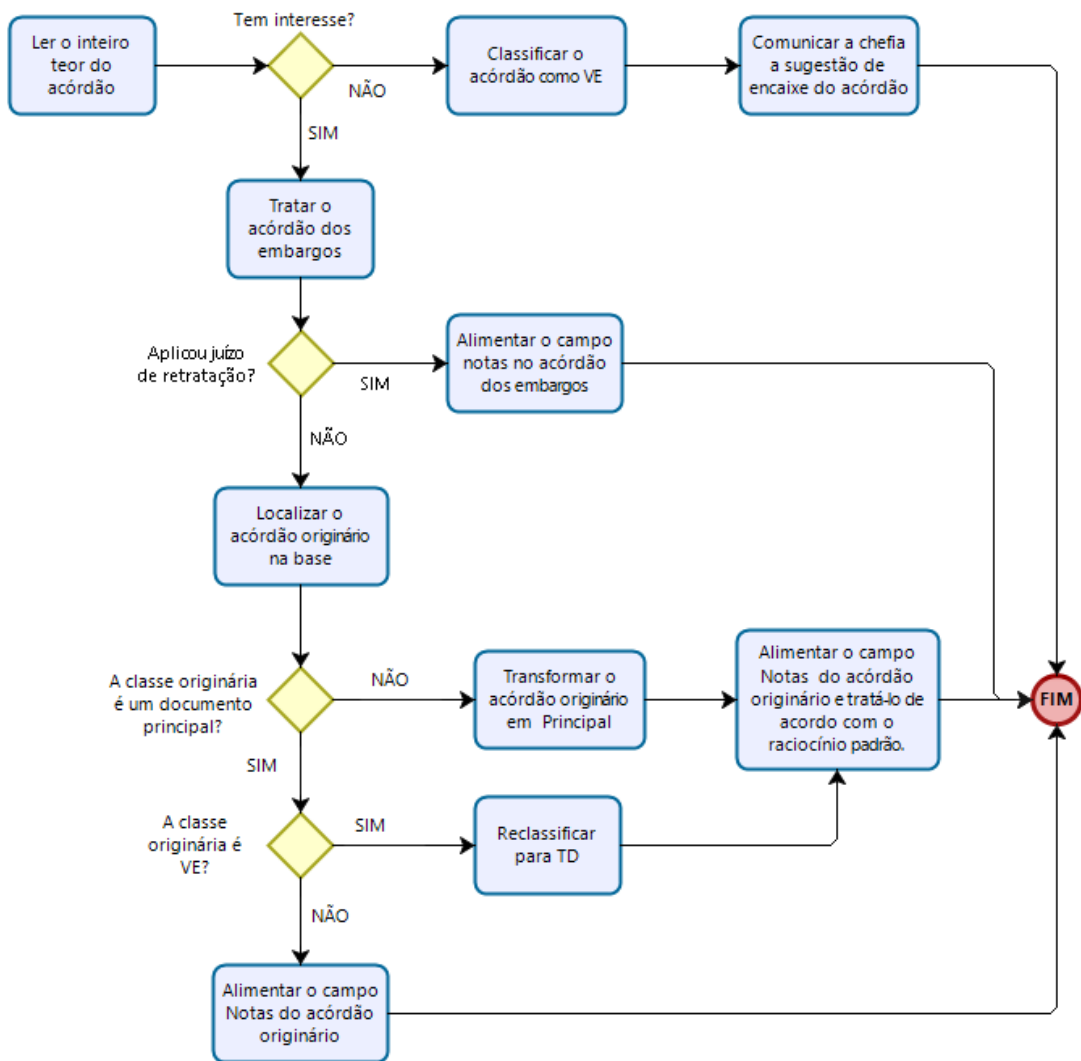 Tem interesse?
Ler o inteiro
teor do
acórdão
NÃO
Classificar o
acórdão como VE
Comunicar a chefia
a sugestão de
encaixe do acórdão
SIM
Tratar o
acórdão dos
embargos
Aplicou juízo
de retratação?
SIM
Alimentar o campo
notas no acórdão
dos embargos
NÃO
Localizar o
acórdão originário
na base
A classe originária
é um documento
principal?
NÃO
Transformar o
acórdão originário
em Principal
Alimentar o campo
Notas do acórdão
originário e tratá-lo de
acordo com o
raciocínio padrão.
FIM
SIM
A classe
originária é
VE?
SIM
Reclassificar
para TD
NÃO
Alimentar o campo
Notas do acórdão
originário